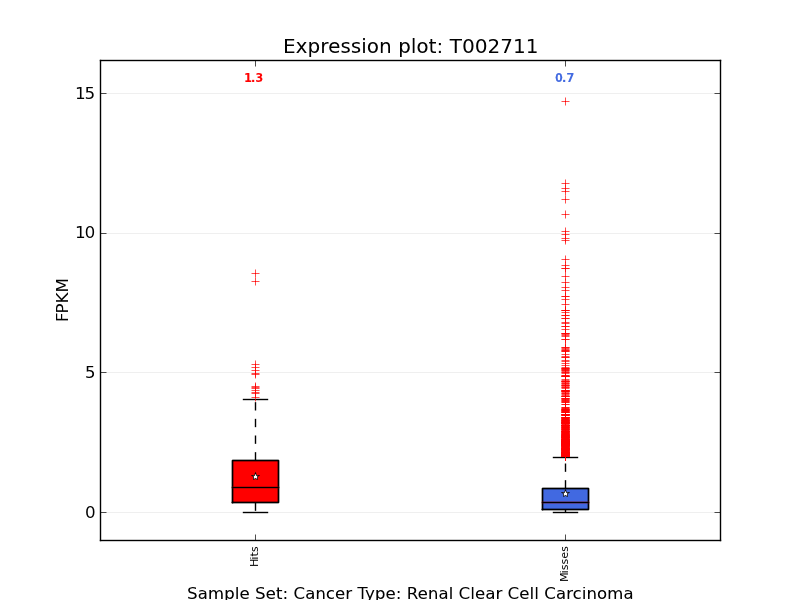 Expression plot: T002711
1.3
0.7
15
10
5
0
FPKM
Hits
Misses
Sample Set: Cancer Type: Renal Clear Cell Carcinoma